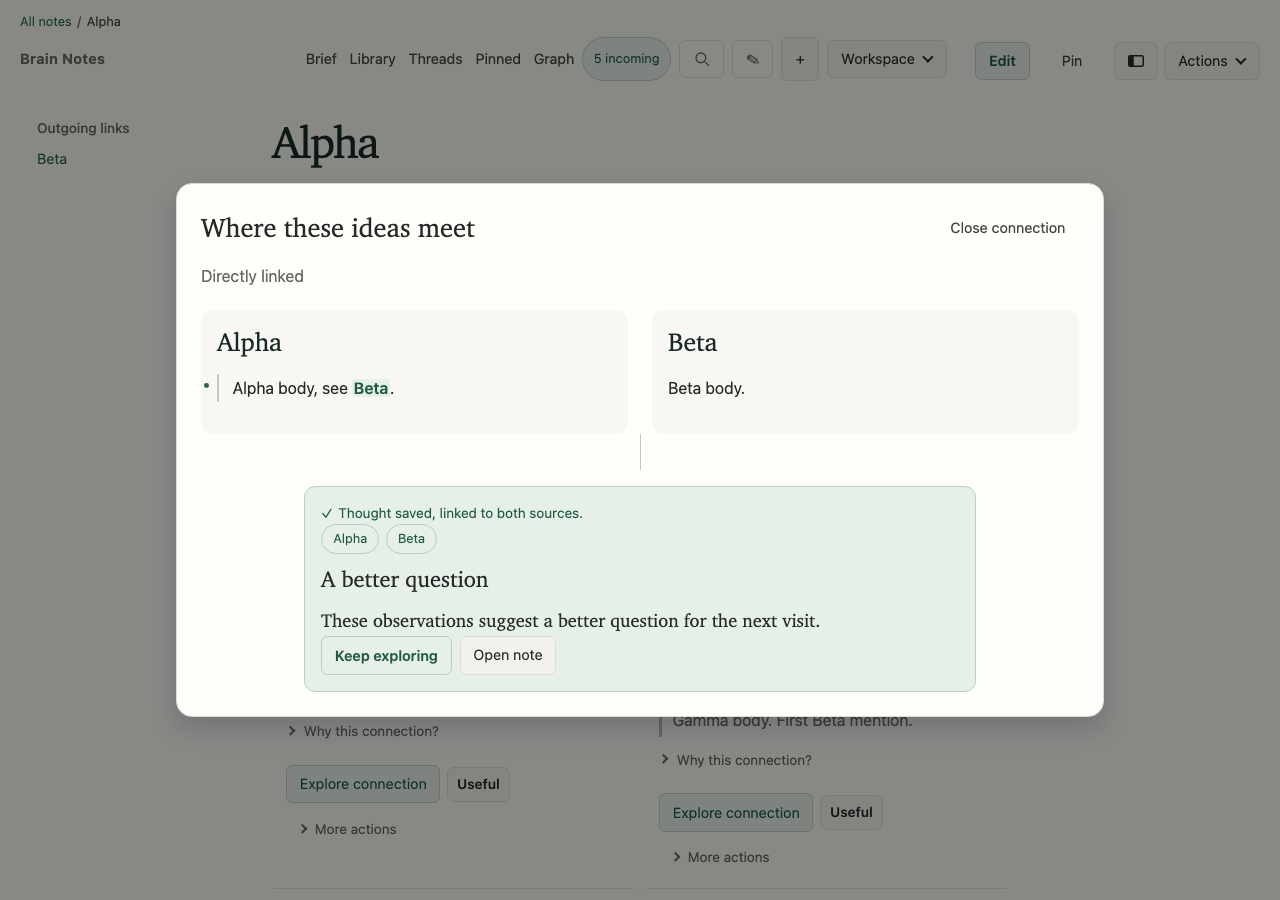 All notes / Alpha
Brain Notes
Brief Library Threads Pinned Graph 5 incoming + Workspace Edit Pin Actions
Outgoing links
Beta
Alpha
Where these ideas meet
Close connection
Directly linked
Alpha
Alpha body, see Beta.
Beta
Beta body.
✓ Thought saved, linked to both sources.
Alpha Beta
A better question
These observations suggest a better question for the next visit.
Keep exploring Open note
Why this connection?
Explore connection Useful
More actions
Gamma body. First Beta mention.
Why this connection?
Explore connection Useful
More actions